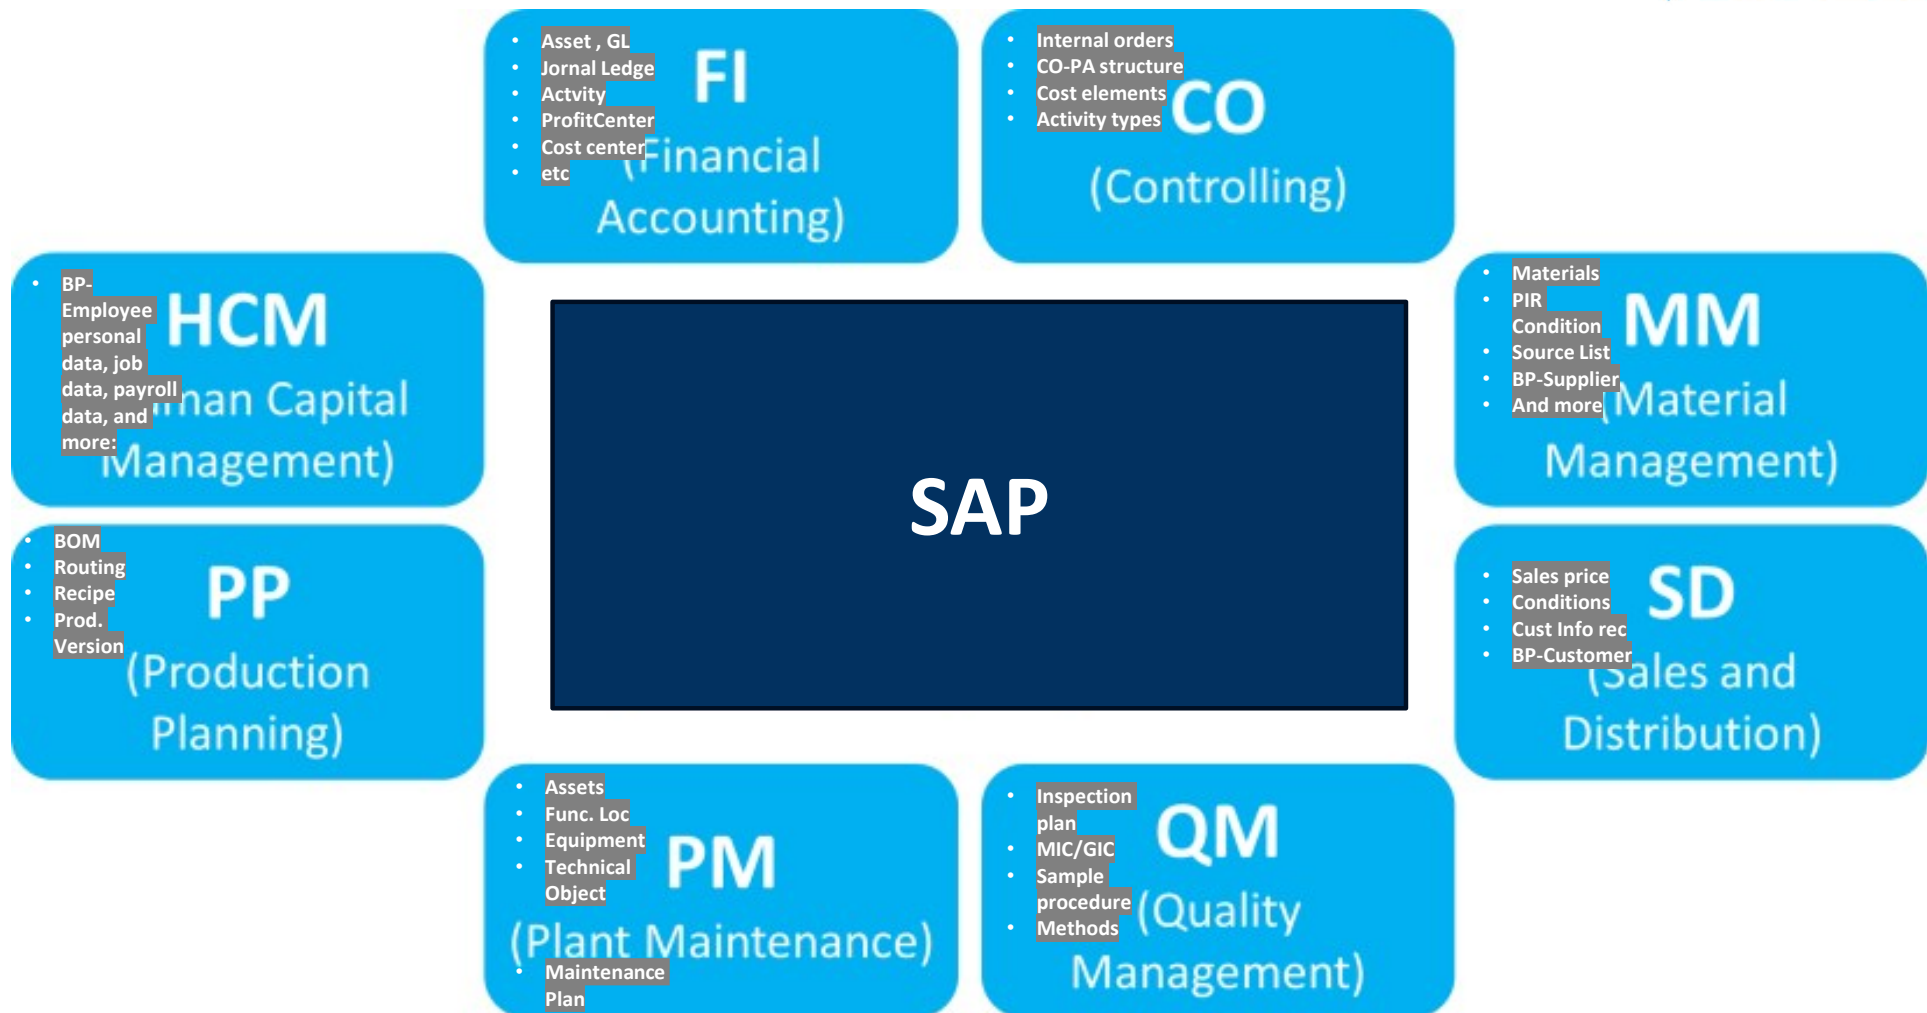 Asset , GL
Jornal Ledge
Actvity
ProfitCenter
Cost center
etc
FI
(Financial
Accounting)
Internal orders
CO-PA structure
Cost elements
Activity types
CO
(Controlling)
BP-
Employee
personal
data, job
data, payroll
data, and
more:
HCM
man Capital
Management)
Materials
PIR
Condition
Source List
BP-Supplier
And more
MM
(Material
Management)
SAP
BOM
Routing
Recipe
Prod.
Version
PP
(Production
Planning)
Sales price
Conditions
Cust Info rec
BP-Customer
SD
(Sales and
Distribution)
Assets
Func. Loc
Equipment
Technical
Object
PM
(Plant Maintenance)
Maintenance
Plan
Inspection
plan
MIC/GIC
Sample
procedure
Methods
QM
(Quality
Management)